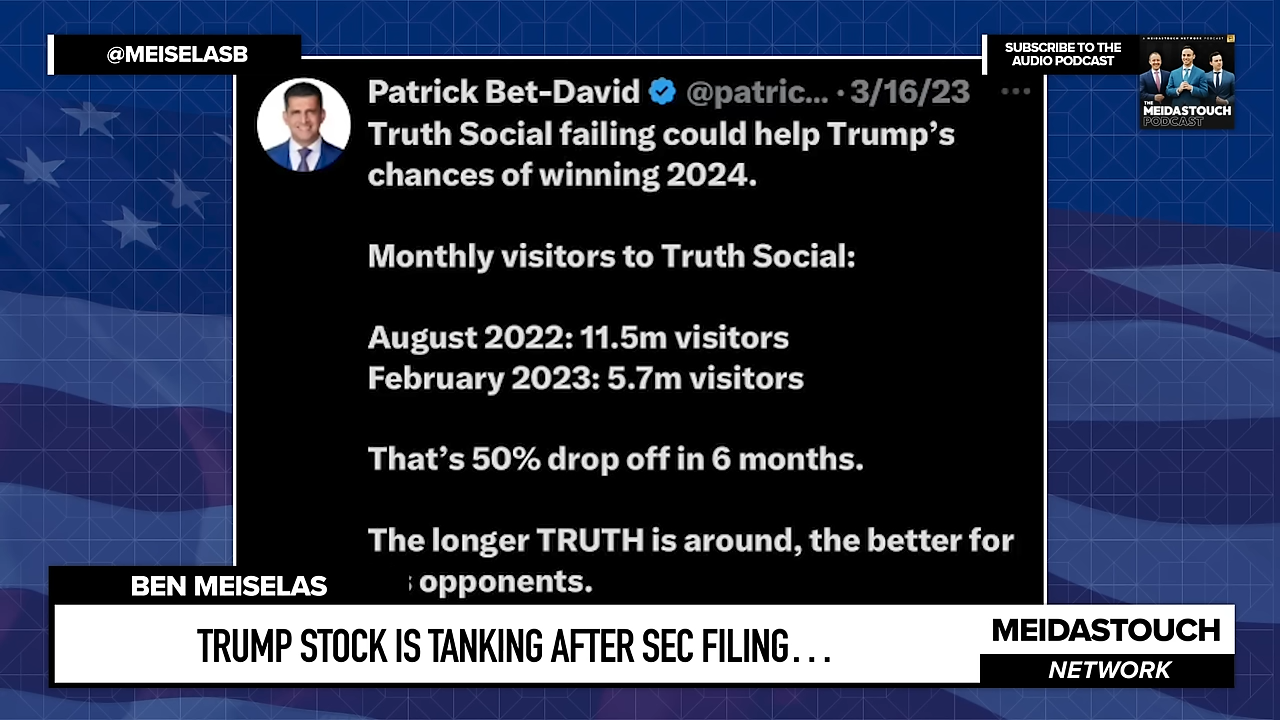 @MEISELASB
SUBSCRIBE TO THE
AUDIO PODCAST
THE
MEIDASTOUCH
PODCAST
Patrick Bet-David @patric... · 3/16/23
Truth Social failing could help Trump's
chances of winning 2024.
Monthly visitors to Truth Social:
August 2022: 11.5m visitors
February 2023: 5.7m visitors
That's 50% drop off in 6 months.
The longer TRUTH is around, the better for
opponents.
BEN MEISELAS
TRUMP STOCK IS TANKING AFTER SEC FILING...
MEIDASTOUCH
NETWORK